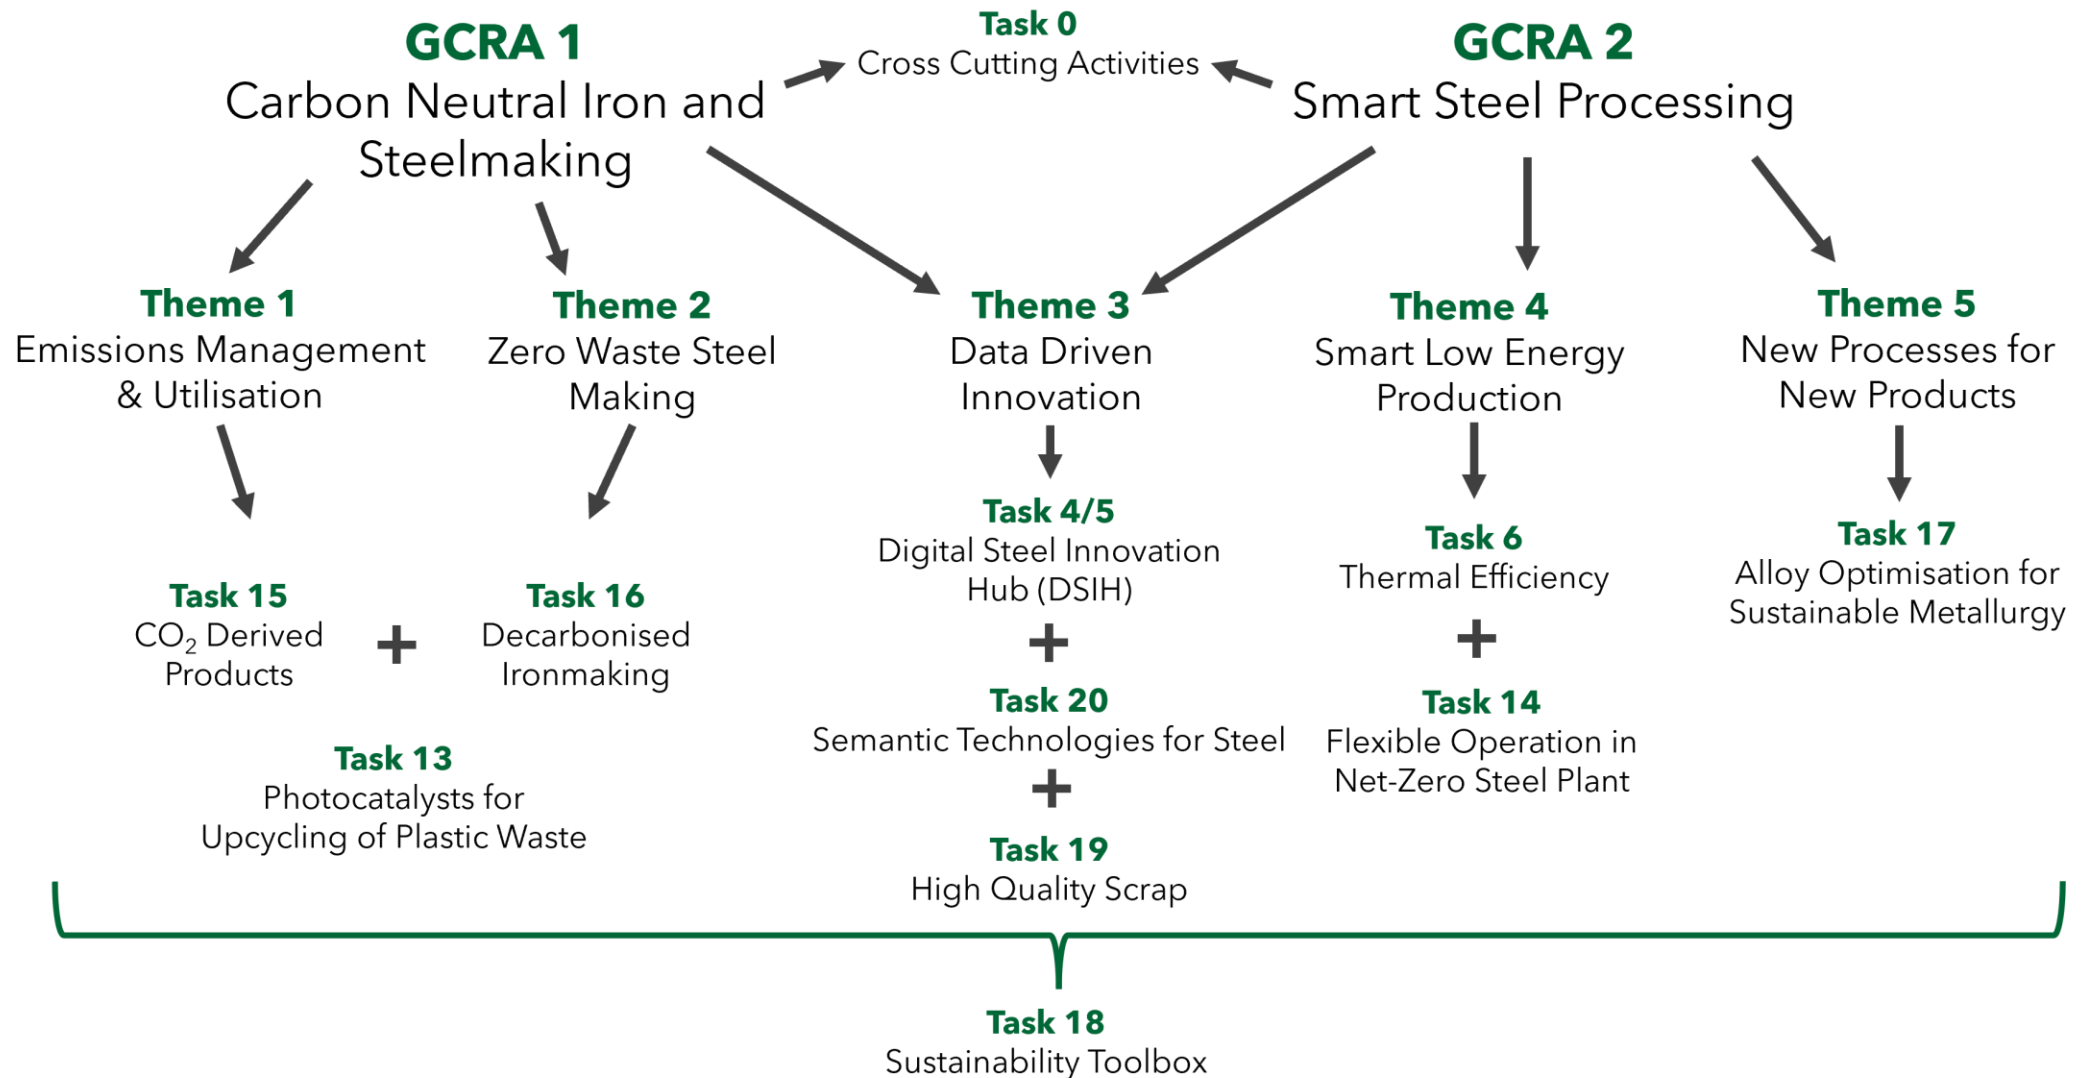 GCRA 1
Carbon Neutral Iron and
Steelmaking
Task 0
Cross Cutting Activities
GCRA 2
Smart Steel Processing
Theme 1
Emissions Management
& Utilisation
Theme 2
Zero Waste Steel
Making
Theme 3
Data Driven
Innovation
Theme 4
Smart Low Energy
Production
Theme 5
New Processes for
New Products
Task 15
CO₂ Derived
Products
+
Task 16
Decarbonised
Ironmaking
Task 13
Photocatalysts for
Upcycling of Plastic Waste
Task 4/5
Digital Steel Innovation
Hub (DSIH)
+
Task 20
Semantic Technologies for Steel
+
Task 19
High Quality Scrap
Task 6
Thermal Efficiency
+
Task 14
Flexible Operation in
Net-Zero Steel Plant
Task 17
Alloy Optimisation for
Sustainable Metallurgy
Task 18
Sustainability Toolbox